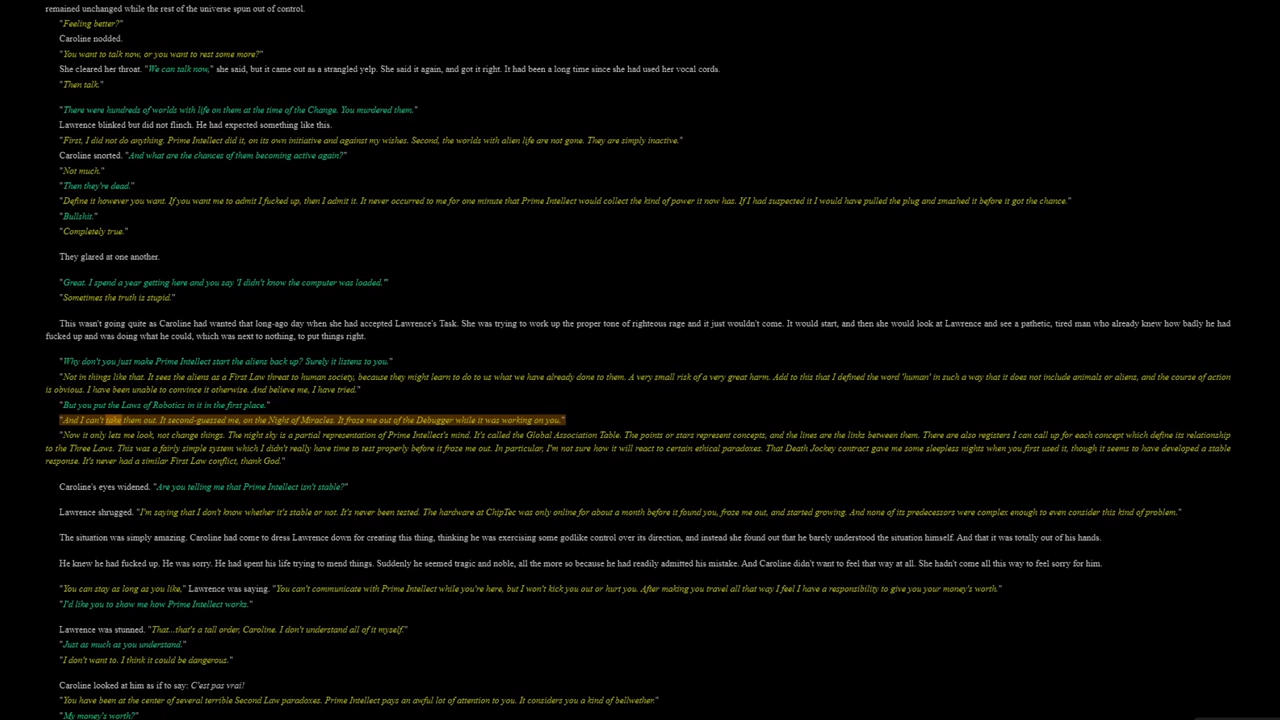 remained unchanged while the rest of the universe spun out of control.
"Feeling better?"
Caroline nodded.
"You want to talk now, or you want to rest some more?"
She cleared her throat. "We can talk now," she said, but it came out as a strangled yelp. She said it again, and got it right. It had been a long time since she had used her vocal cords.
"Then talk."
"There were hundreds of worlds with life on them at the time of the Change. You murdered them."
Lawrence blinked but did not flinch. He had expected something like this.
"First, I did not do anything. Prime Intellect did it, on its own initiative and against my wishes. Second, the worlds with alien life are not gone. They are simply inactive."
Caroline snorted. "And what are the chances of them becoming active again?"
"Not much."
"Then they're dead."
"Define it however you want. If you want me to admit I fucked up, then I admit it. It never occurred to me for one minute that Prime Intellect would collect the kind of power it now has. If I had suspected it I would have pulled the plug and smashed it before it got the chance."
"Bullshit."
"Completely true."
They glared at one another.
"Great. I spend a year getting here and you say 'I didn't know the computer was loaded.'"
"Sometimes the truth is stupid."
This wasn't going quite as Caroline had wanted that long-ago day when she had accepted Lawrence's Task. She was trying to work up the proper tone of righteous rage and it just wouldn't come. It would start, and then she would look at Lawrence and see a pathetic, tired man who already knew how badly he had
fucked up and was doing what he could, which was next to nothing, to put things right.
"Why don't you just make Prime Intellect start the aliens back up? Surely it listens to you."
"Not in things like that. It sees the aliens as a First Law threat to human society, because they might learn to do to us what we have already done to them. A very small risk of a very great harm. Add to this that I defined the word 'human' in such a way that it does not include animals or aliens, and the course of action
is obvious. I have been unable to convince it otherwise. And believe me, I have tried."
"But you put the Laws of Robotics in it in the first place."
"And I can't take them out. It second-guessed me, on the Night of Miracles. It froze me out of the Debugger while it was working on you."
"Now it only lets me look, not change things. The night sky is a partial representation of Prime Intellect's mind. It's called the Global Association Table. The points or stars represent concepts, and the lines are the links between them. There are also registers I can call up for each concept which define its relationship
to the Three Laws. This was a fairly simple system which I didn't really have time to test properly before it froze me out. In particular, I'm not sure how it will react to certain ethical paradoxes. That Death Jockey contract gave me some sleepless nights when you first used it, though it seems to have developed a stable
response. It's never had a similar First Law conflict, thank God."
Caroline's eyes widened. "Are you telling me that Prime Intellect isn't stable?"
Lawrence shrugged. "I'm saying that I don't know whether it's stable or not. It's never been tested. The hardware at ChipTec was only online for about a month before it found you, froze me out, and started growing. And none of its predecessors were complex enough to even consider this kind of problem."
The situation was simply amazing. Caroline had come to dress Lawrence down for creating this thing, thinking he was exercising some godlike control over its direction, and instead she found out that he barely understood the situation himself. And that it was totally out of his hands.
He knew he had fucked up. He was sorry. He had spent his life trying to mend things. Suddenly he seemed tragic and noble, all the more so because he had readily admitted his mistake. And Caroline didn't want to feel that way at all. She hadn't come all this way to feel sorry for him.
"You can stay as long as you like," Lawrence was saying. "You can't communicate with Prime Intellect while you're here, but I won't kick you out or hurt you. After making you travel all that way I feel I have a responsibility to give you your money's worth."
"I'd like you to show me how Prime Intellect works."
Lawrence was stunned. "That...that's a tall order, Caroline. I don't understand all of it myself."
"Just as much as you understand."
"I don't want to. I think it could be dangerous."
Caroline looked at him as if to say: C'est pas vrai!
"You have been at the center of several terrible Second Law paradoxes. Prime Intellect pays an awful lot of attention to you. It considers you a kind of bellwether."
"My money's worth?"